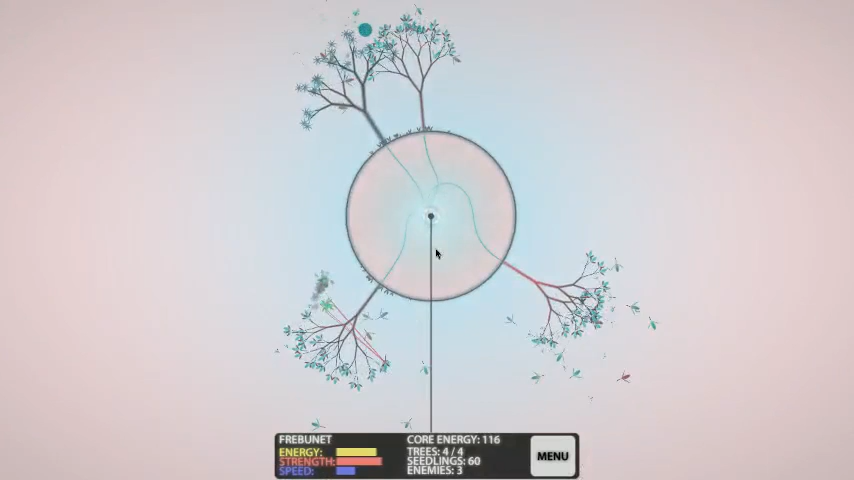 FREBUNET
ENERGY:
STRENGTH:
SPEED:
CORE ENERGY: 116
TREES: 4 / 4
SEEDLINGS: 60
ENEMIES: 3
MENU